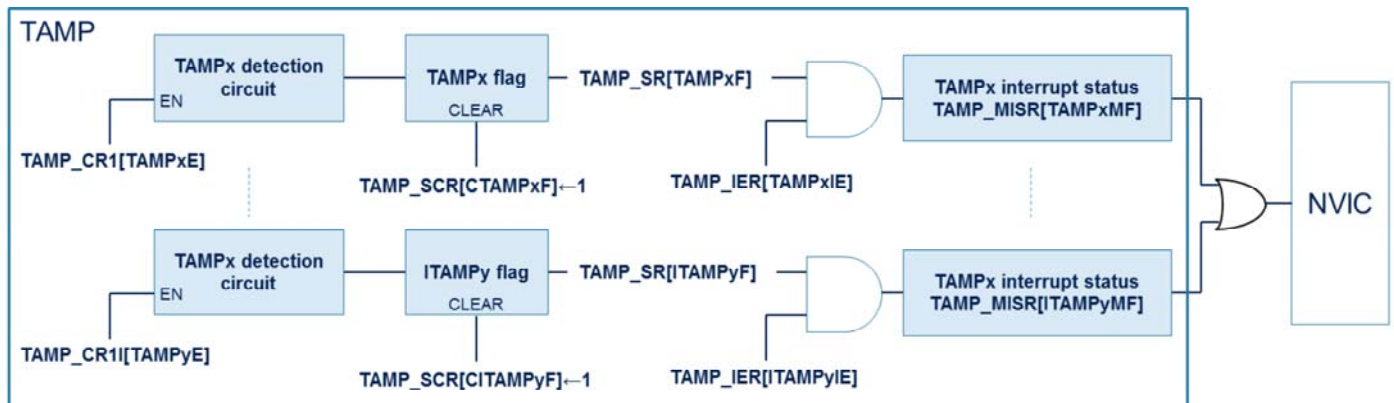 TAMP
TAMPx detection
circuit
EN
TAMP_CR1[TAMPxE]
TAMPx flag
CLEAR
TAMP_SCR[CTAMPxF]←1
TAMP_SR[TAMPxF]
TAMP_IER[TAMPxIE]
TAMPx interrupt status
TAMP_MISR[TAMPxMF]
NVIC
TAMPx detection
circuit
EN
TAMP_CR1I[TAMPyE]
ITAMPy flag
CLEAR
TAMP_SCR[CITAMPyF]←1
TAMP_SR[ITAMPyF]
TAMP_IER[ITAMPyIE]
TAMPx interrupt status
TAMP_MISR[ITAMPyMF]